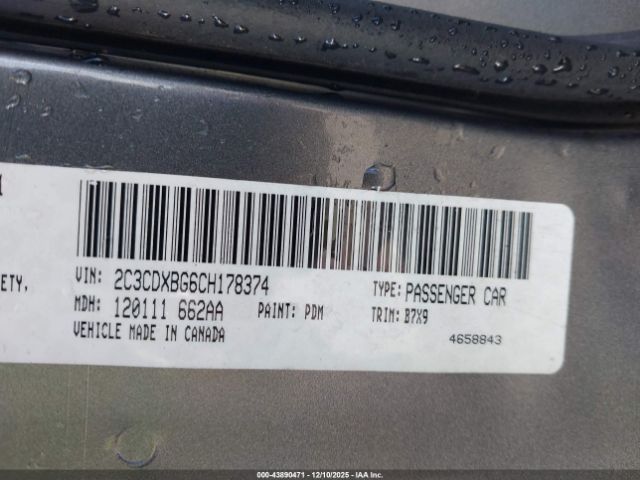 ETY,
VIN: 2C3CDXBG6CH178374 TYPE: PASSENGER CAR
MDH: 120111 662AA PAINT: PDM TRIM: B7X9
VEHICLE MADE IN CANADA 4658843
000-43890471 - 12/10/2025 - IAA Inc.